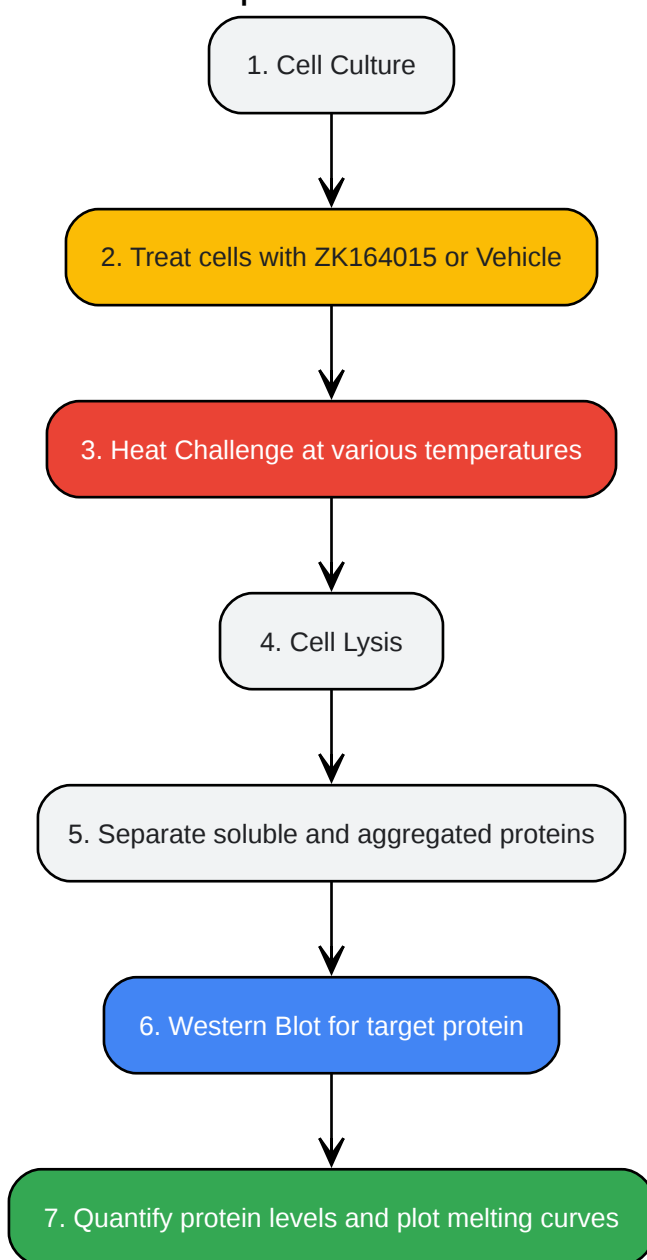 1. Cell Culture
2. Treat cells with ZK164015 or Vehicle
3. Heat Challenge at various temperatures
4. Cell Lysis
5. Separate soluble and aggregated proteins
6. Western Blot for target protein
7. Quantify protein levels and plot melting curves